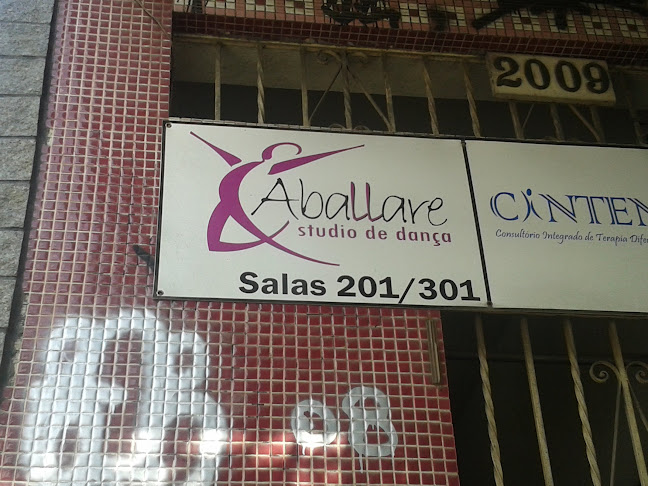 2009
Aballare
studio de dança
Salas 201/301
CiNTE
Consultório Integrado de Terapia